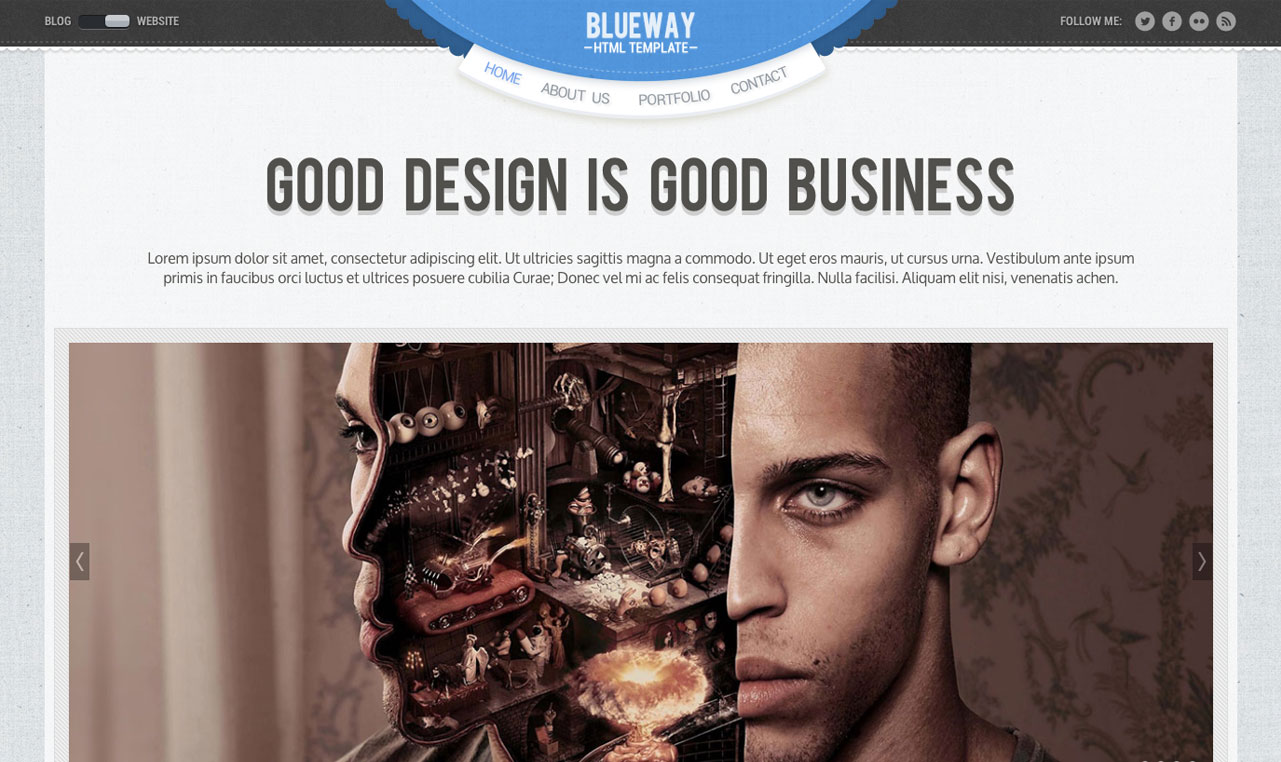 BLOG WEBSITE
FOLLOW ME:
BLUEWAY
HTML TEMPLATE
HOME ABOUT US PORTFOLIO CONTACT
GOOD DESIGN IS GOOD BUSINESS
Lorem ipsum dolor sit amet, consectetur adipiscing elit. Ut ultricies sagittis magna a commodo. Ut eget eros mauris, ut cursus urna. Vestibulum ante ipsum
primis in faucibus orci luctus et ultrices posuere cubilia Curae; Donec vel mi ac felis consequat fringilla. Nulla facilisi. Aliquam elit nisi, venenatis achen.